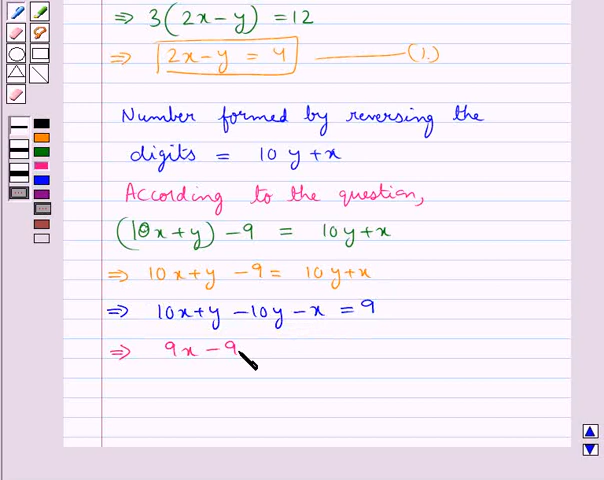 ⇒ 3(2x-y) = 12
⇒ 2x-y = 4 ——— (1.)
Number formed by reversing the
digits = 10y+x
According to the question,
(10x+y) -9 = 10y+x
⇒ 10x+y -9 = 10y+x
⇒ 10x+y -10y -x = 9
⇒ 9x -9